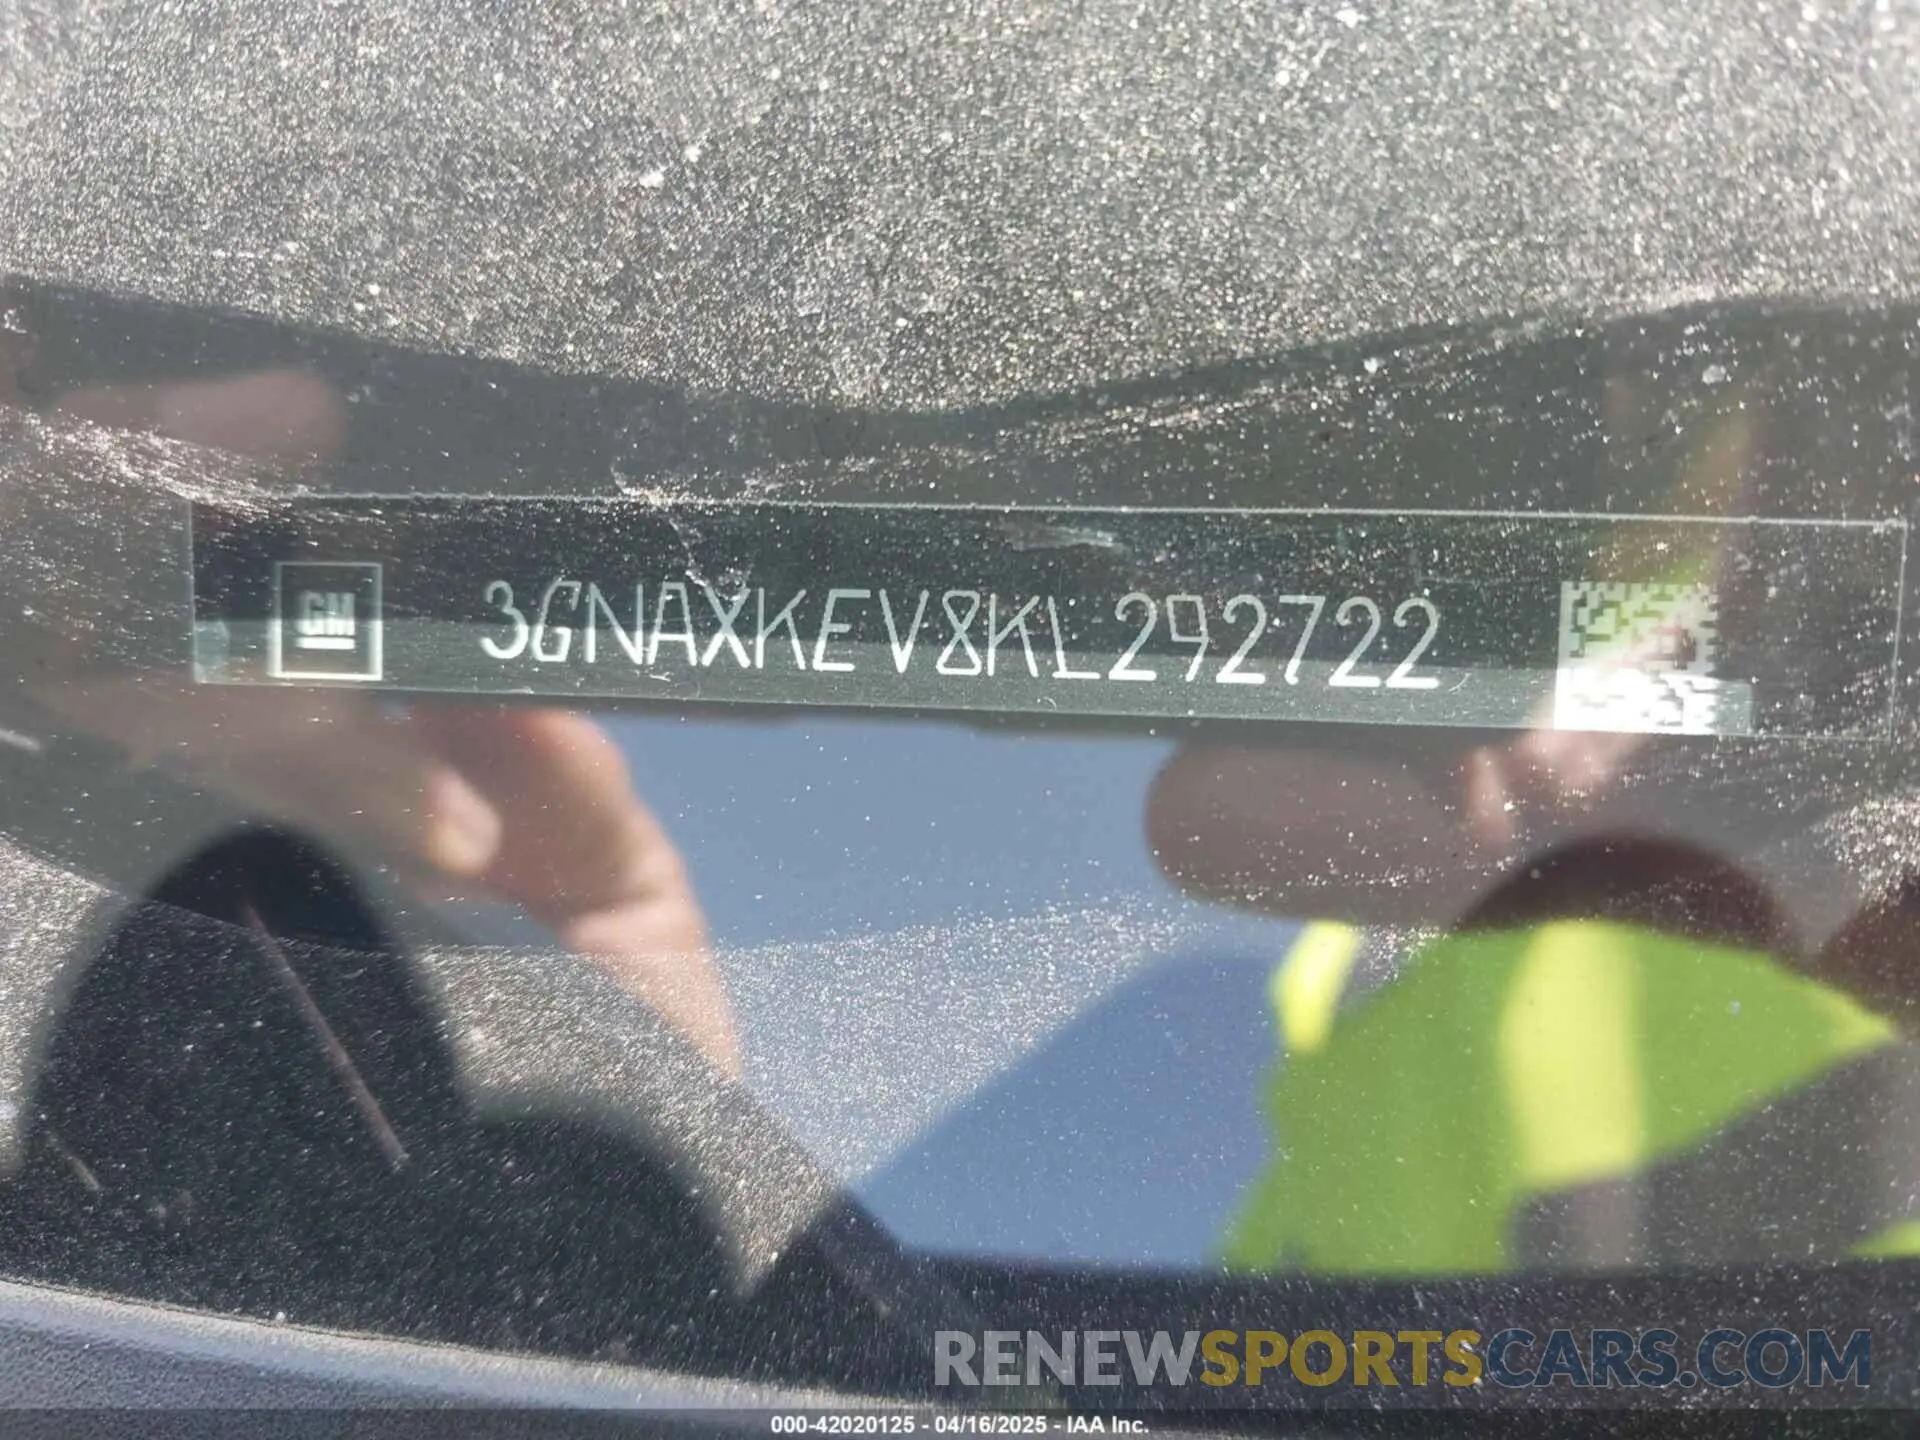 GM 3GNAXKEV8KL292722
RENEWSPORTSCARS.COM
000-42020125 - 04/16/2025 - IAA Inc.